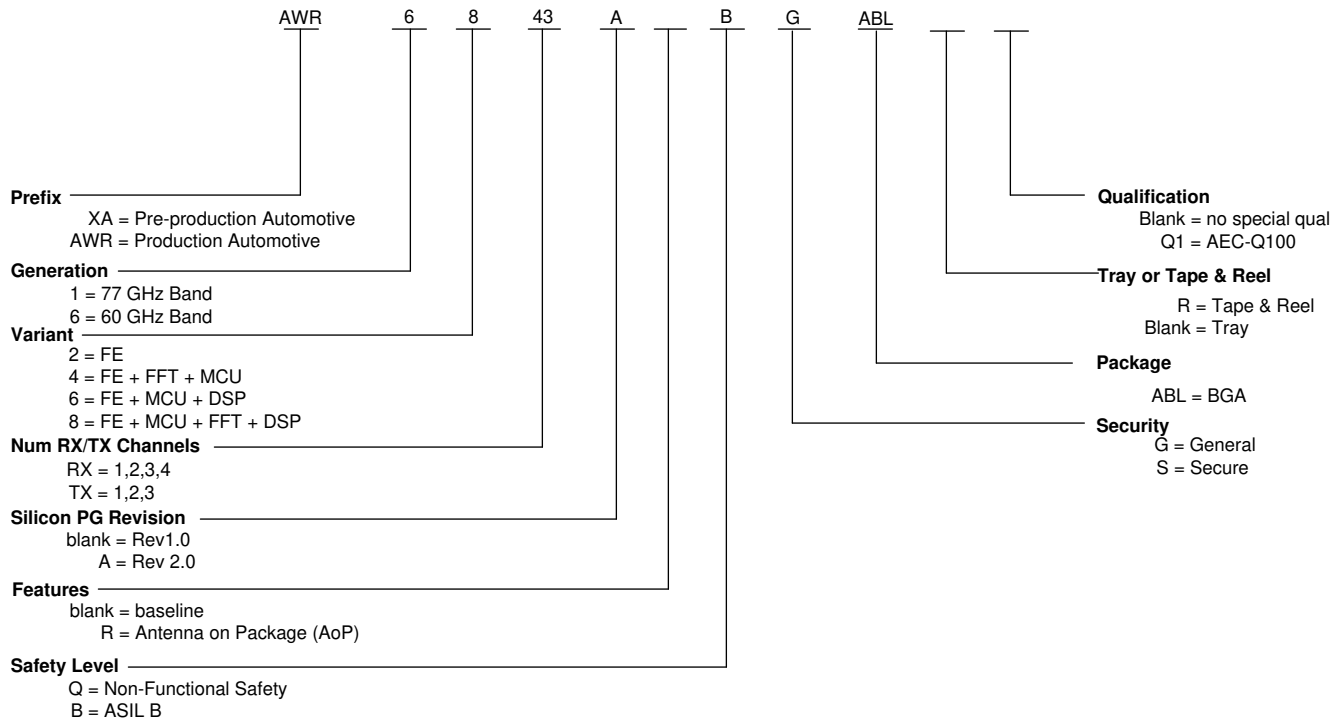 AWR 6 8 43 A B G ABL
Prefix
XA = Pre-production Automotive
AWR = Production Automotive
Generation
1 = 77 GHz Band
6 = 60 GHz Band
Variant
2 = FE
4 = FE + FFT + MCU
6 = FE + MCU + DSP
8 = FE + MCU + FFT + DSP
Num RX/TX Channels
RX = 1,2,3,4
TX = 1,2,3
Silicon PG Revision
blank = Rev1.0
A = Rev 2.0
Features
blank = baseline
R = Antenna on Package (AoP)
Safety Level
Q = Non-Functional Safety
B = ASIL B
Qualification
Blank = no special qual
Q1 = AEC-Q100
Tray or Tape & Reel
R = Tape & Reel
Blank = Tray
Package
ABL = BGA
Security
G = General
S = Secure